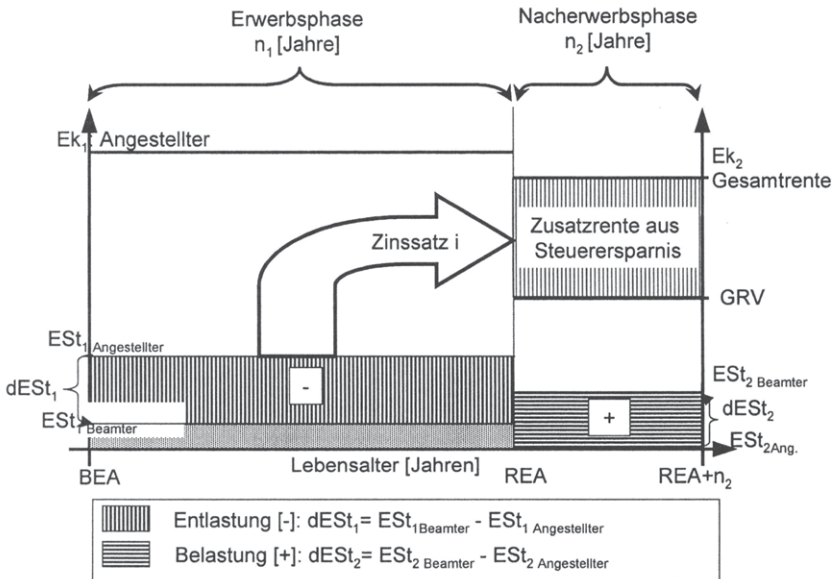 Erwerbsphase
n₁ [Jahre]
Nacherwerbsphase
n₂ [Jahre]
Ek₁: Angestellter
Ek₂
Gesamtrente
Zinssatz i
Zusatzrente aus
Steuerersparnis
GRV
ESt₁ Angestellter
dESt₁
-
ESt₁ Beamter
ESt₂ Beamter
+
dESt₂
ESt₂Ang.
BEA
Lebensalter [Jahren]
REA
REA+n₂
Entlastung [-]: dESt₁= ESt₁Beamter - ESt₁ Angestellter
Belastung [+]: dESt₂= ESt₂ Beamter - ESt₂ Angestellter